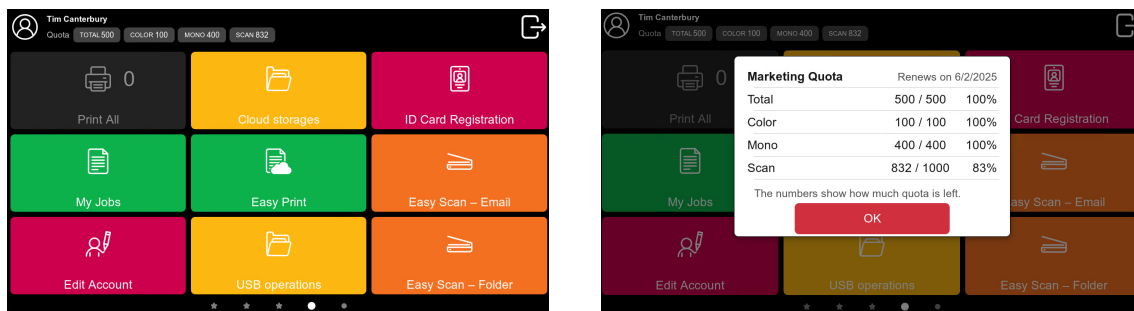 Tim Canterbury
Quota TOTAL 500 COLOR 100 MONO 400 SCAN 832
0
Print All
Cloud storages
ID Card Registration
My Jobs
Easy Print
Easy Scan – Email
Edit Account
USB operations
Easy Scan – Folder
Tim Canterbury
Quota TOTAL 500 COLOR 100 MONO 400 SCAN 832
0
Print All
Card Registration
My Jobs
asy Scan – Email
Edit Account
USB operations
Easy Scan – Folder
Marketing Quota Renews on 6/2/2025
Total 500 / 500 100%
Color 100 / 100 100%
Mono 400 / 400 100%
Scan 832 / 1000 83%
The numbers show how much quota is left.
OK